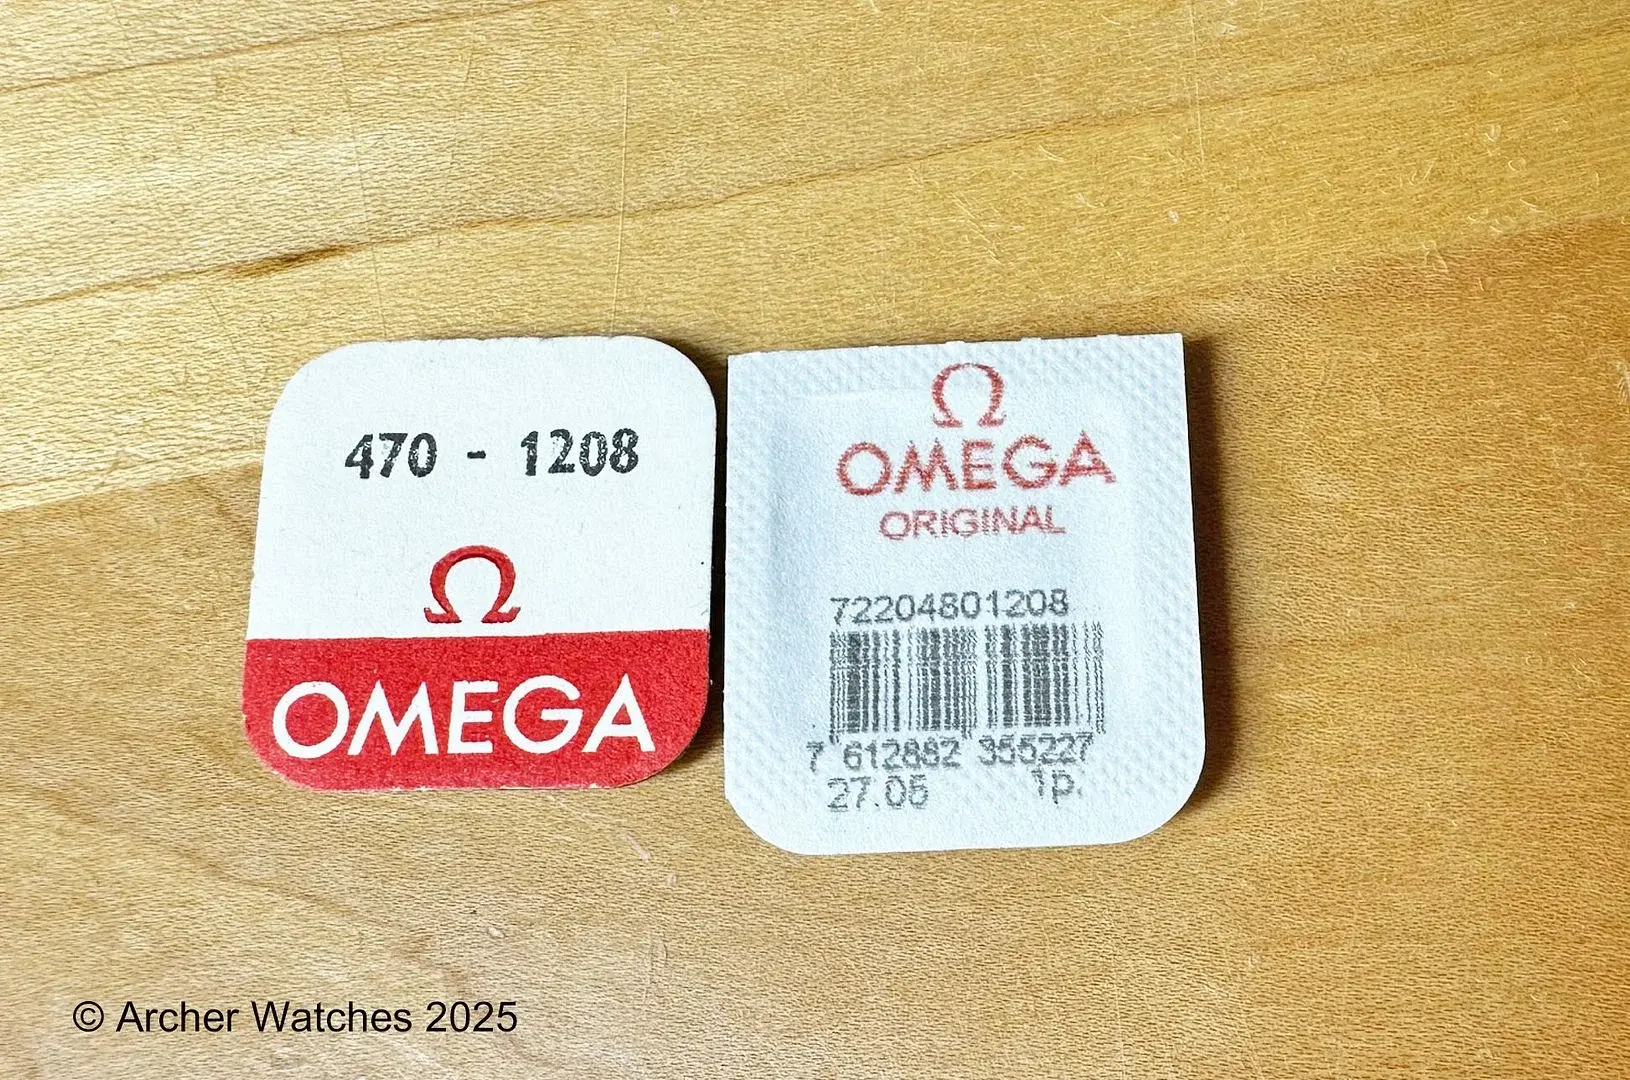 470 - 1208
Ω
OMEGA
Ω
OMEGA
ORIGINAL
72204801208
7 612882 355227
27.05 1p.
© Archer Watches 2025